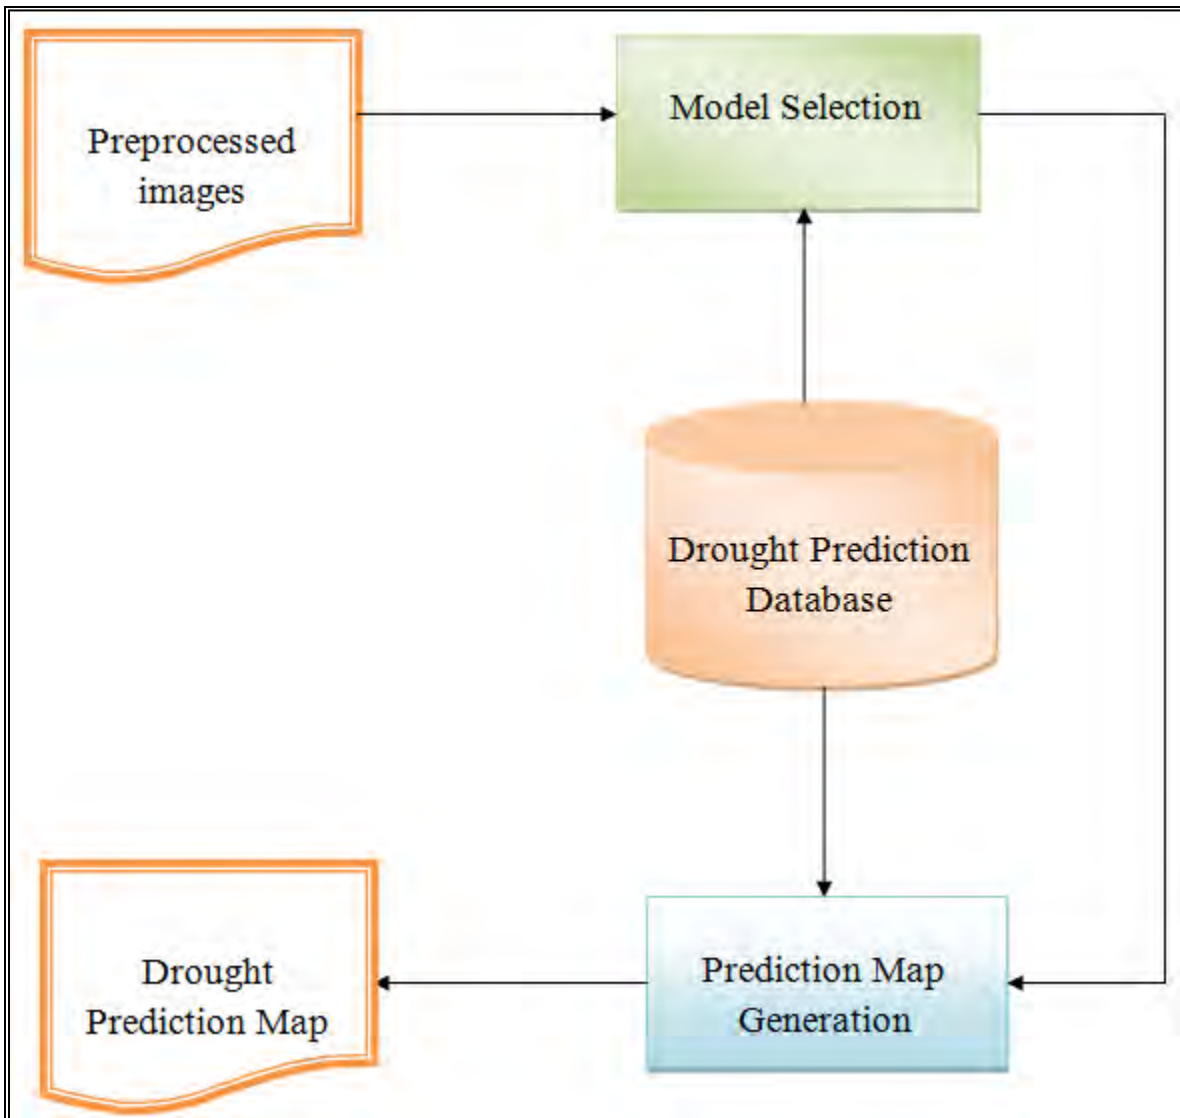 Preprocessed
images
Model Selection
Drought Prediction
Database
Prediction Map
Generation
Drought
Prediction Map